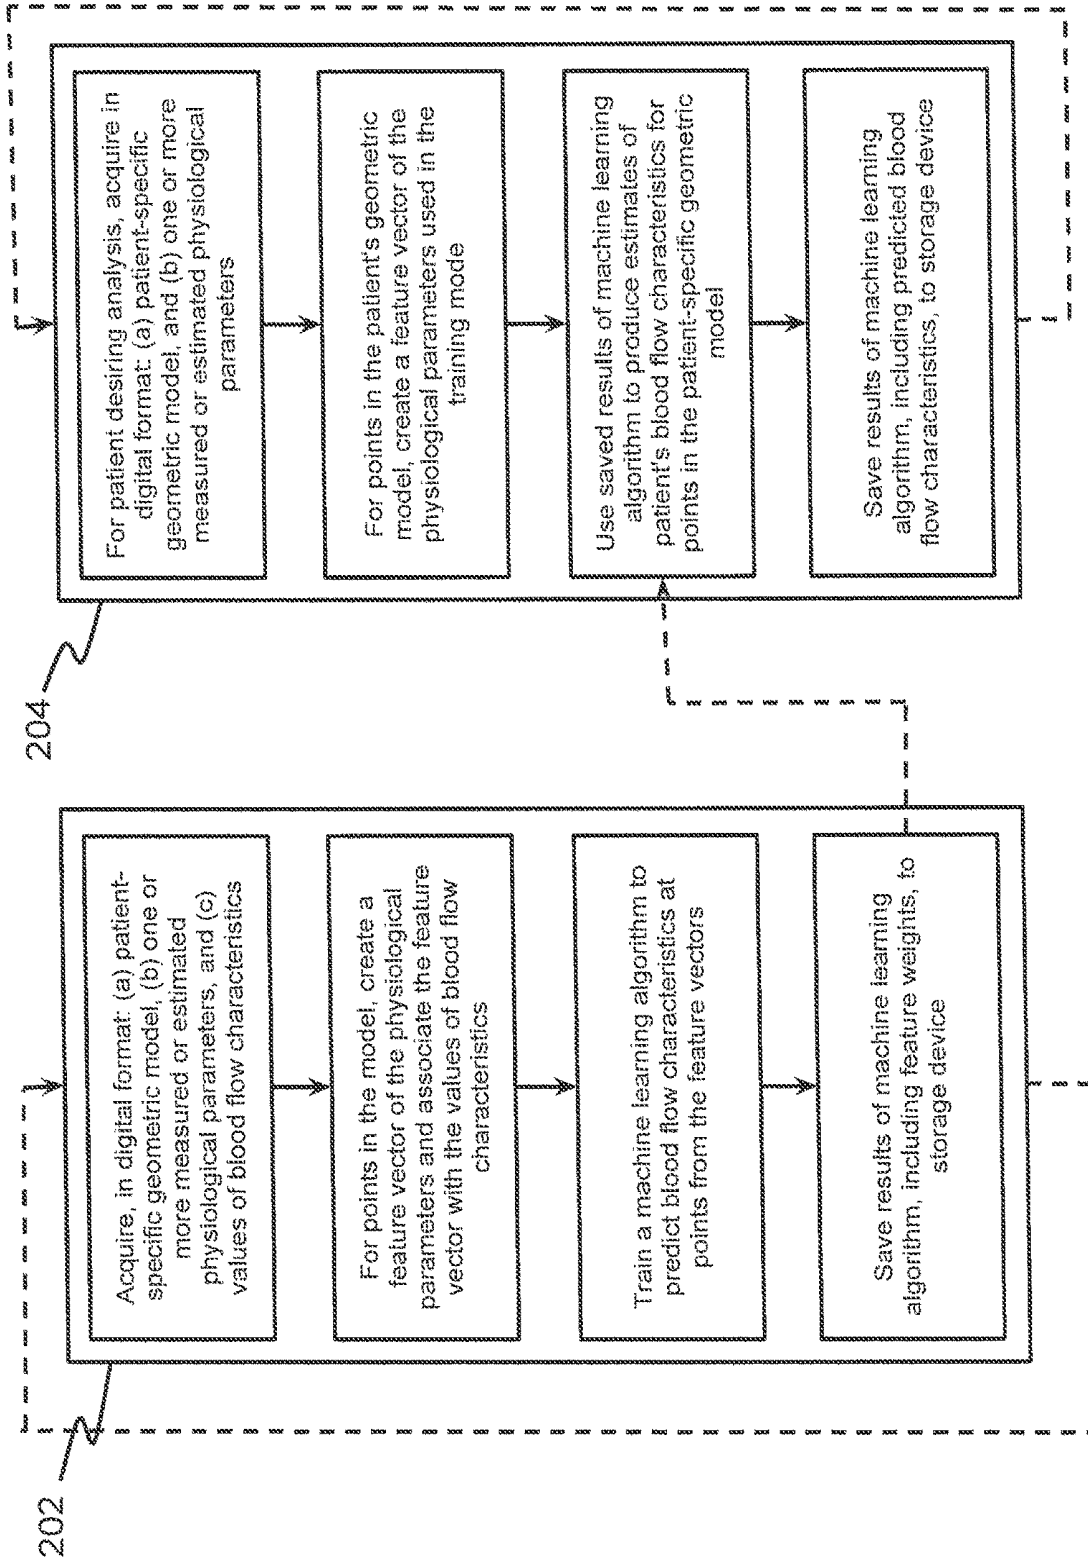 202
Acquire, in digital format: (a) patient-
specific geometric model, (b) one or
more measured or estimated
physiological parameters, and (c)
values of blood flow characteristics
For points in the model, create a
feature vector of the physiological
parameters and associate the feature
vector with the values of blood flow
characteristics
Train a machine learning algorithm to
predict blood flow characteristics at
points from the feature vectors
Save results of machine learning
algorithm, including feature weights, to
storage device
204
For patient desiring analysis, acquire in
digital format: (a) patient-specific
geometric model, and (b) one or more
measured or estimated physiological
parameters
For points in the patient's geometric
model, create a feature vector of the
physiological parameters used in the
training mode
Use saved results of machine learning
algorithm to produce estimates of
patient's blood flow characteristics for
points in the patient-specific geometric
model
Save results of machine learning
algorithm, including predicted blood
flow characteristics, to storage device